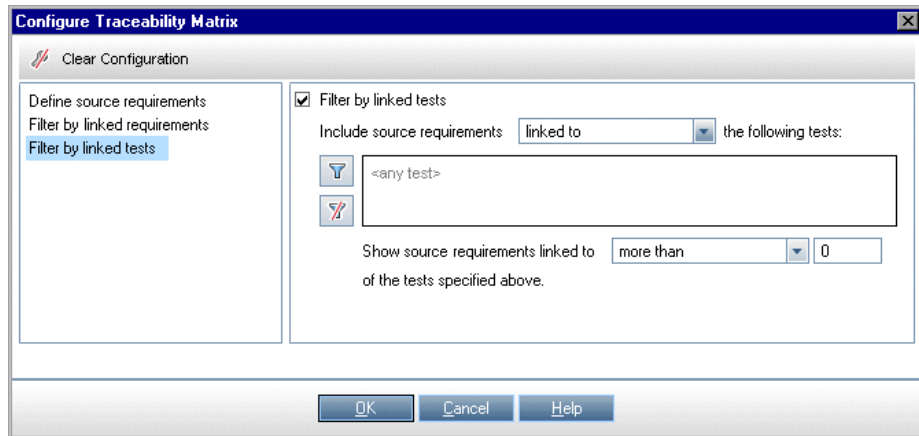 Configure Traceability Matrix
Clear Configuration
Define source requirements
Filter by linked requirements
Filter by linked tests
Filter by linked tests
Include source requirements linked to the following tests:
<any test>
Show source requirements linked to more than 0
of the tests specified above.
OK Cancel Help